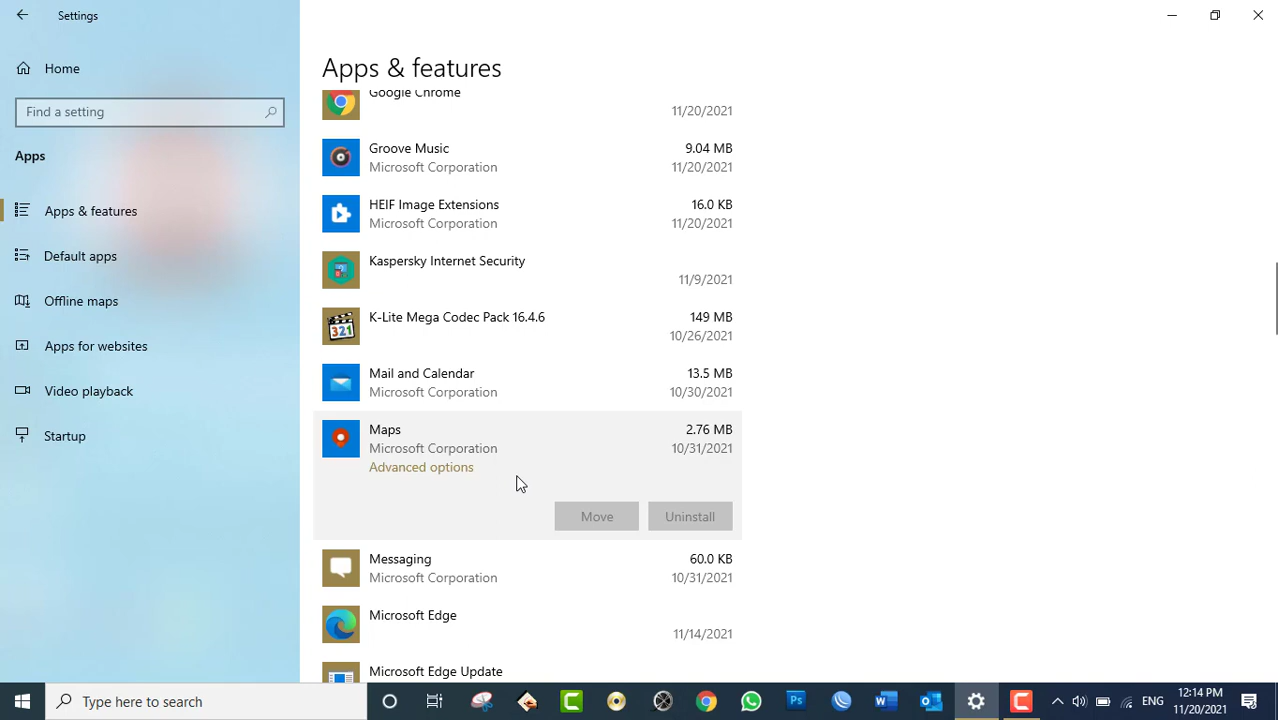 Settings
Home
Find a setting
Apps
Apps & features
Default apps
Offline maps
Apps for websites
Video playback
Startup
Apps & features
Google Chrome
11/20/2021
Groove Music 9.04 MB
Microsoft Corporation 11/20/2021
HEIF Image Extensions 16.0 KB
Microsoft Corporation 11/20/2021
Kaspersky Internet Security
11/9/2021
K-Lite Mega Codec Pack 16.4.6 149 MB
321 10/26/2021
Mail and Calendar 13.5 MB
Microsoft Corporation 10/30/2021
Maps 2.76 MB
Microsoft Corporation 10/31/2021
Advanced options
Move Uninstall
Messaging 60.0 KB
Microsoft Corporation 10/31/2021
Microsoft Edge
11/14/2021
Microsoft Edge Update
Type here to search
C
Ps
W
O
C
ENG
12:14 PM
11/20/2021